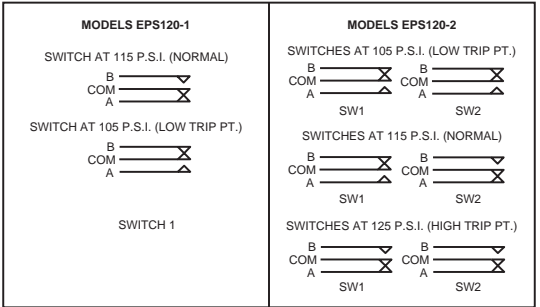 MODELS EPS120-1
SWITCH AT 115 P.S.I. (NORMAL)
B
COM
A
SWITCH AT 105 P.S.I. (LOW TRIP PT.)
B
COM
A
SWITCH 1
MODELS EPS120-2
SWITCHES AT 105 P.S.I. (LOW TRIP PT.)
B B
COM COM
A A
SW1 SW2
SWITCHES AT 115 P.S.I. (NORMAL)
B B
COM COM
A A
SW1 SW2
SWITCHES AT 125 P.S.I. (HIGH TRIP PT.)
B B
COM COM
A A
SW1 SW2